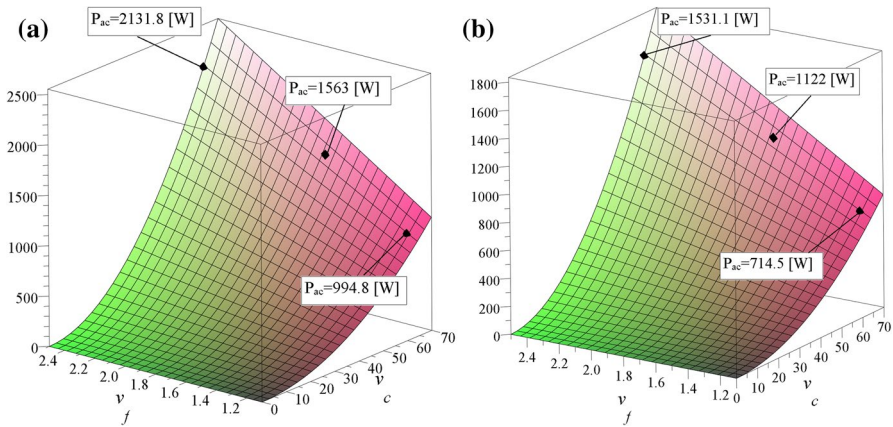 (a)
P_ac=2131.8 [W]
P_ac=1563 [W]
P_ac=994.8 [W]
2500
2000
1500
1000
500
0
2.4 2.2 2.0 1.8 1.6 1.4 1.2
v
f
0 10 20 30 40 50 60 70
v
c
(b)
P_ac=1531.1 [W]
P_ac=1122 [W]
P_ac=714.5 [W]
1800
1600
1400
1200
1000
800
600
400
200
0
2.4 2.2 2.0 1.8 1.6 1.4 1.2
v
f
0 10 20 30 40 50 60 70
v
c